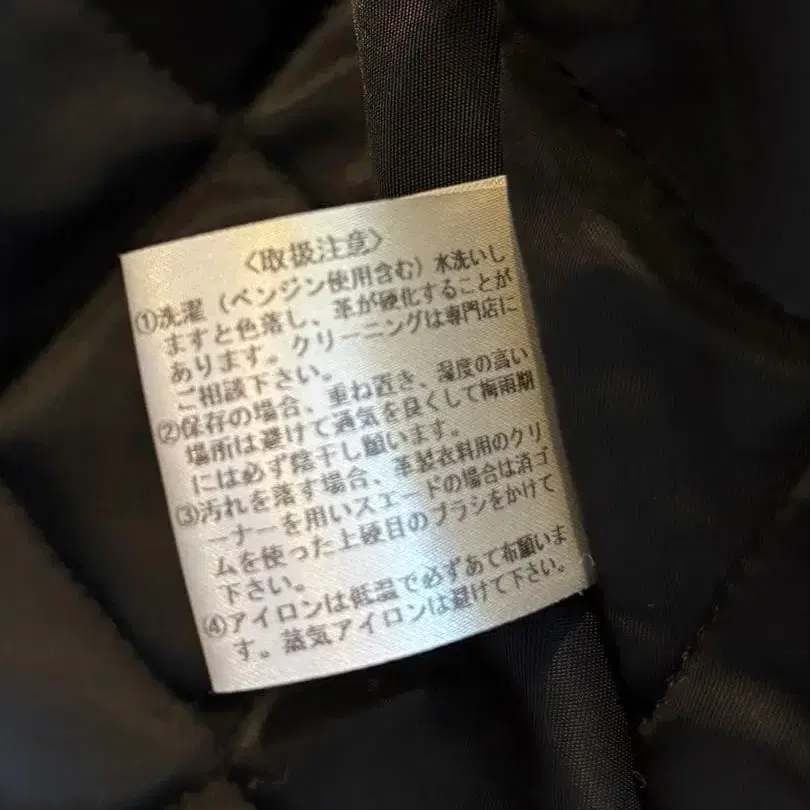 〈取扱注意〉
①洗濯（ベンジン使用含む）水洗いし
ますと色落し、革が硬化することが
あります。クリーニングは専門店に
ご相談下さい。
②保存の場合、重ね置き、湿度の高い
場所は避けて通気を良くして梅雨期
には必ず陰干し願います。
③汚れを落す場合、革製衣料用のクリ
ーナーを用いスエードの場合は消ゴ
ムを使った上硬目のブラシをかけて
下さい。
④アイロンは低温で必ずあて布願いま
す。蒸気アイロンは避けて下さい。